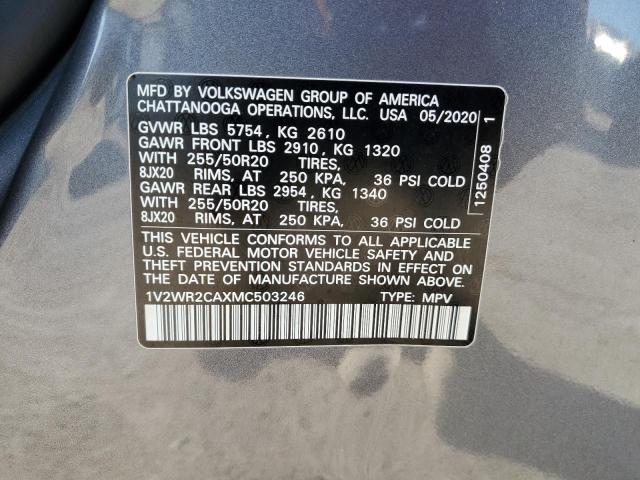 MFD BY VOLKSWAGEN GROUP OF AMERICA
CHATTANOOGA OPERATIONS, LLC. USA 05/2020
GVWR LBS 5754, KG 2610
GAWR FRONT LBS 2910, KG 1320
WITH 255/50R20 TIRES,
8JX20 RIMS, AT 250 KPA, 36 PSI COLD
GAWR REAR LBS 2954, KG 1340
WITH 255/50R20 TIRES,
8JX20 RIMS, AT 250 KPA, 36 PSI COLD
THIS VEHICLE CONFORMS TO ALL APPLICABLE
U.S. FEDERAL MOTOR VEHICLE SAFETY AND
THEFT PREVENTION STANDARDS IN EFFECT ON
THE DATE OF MANUFACTURE SHOWN ABOVE.
1V2WR2CAXMC503246 TYPE: MPV
1250408 1